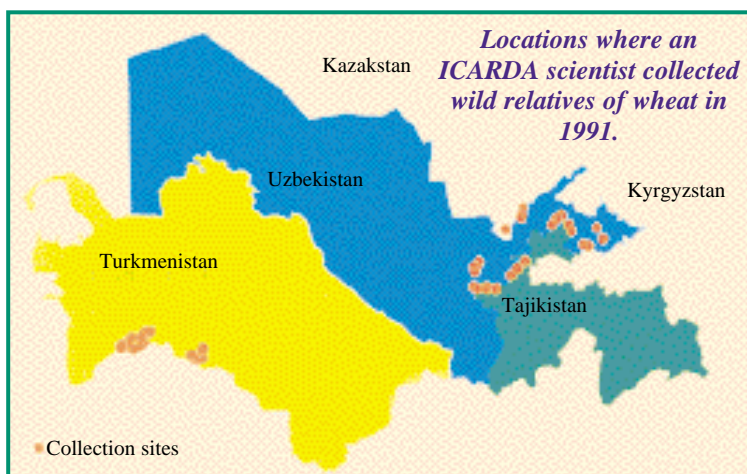 Locations where an
ICARDA scientist collected
wild relatives of wheat in
1991.
Kazakstan
Uzbekistan
Kyrgyzstan
Turkmenistan
Tajikistan
Collection sites